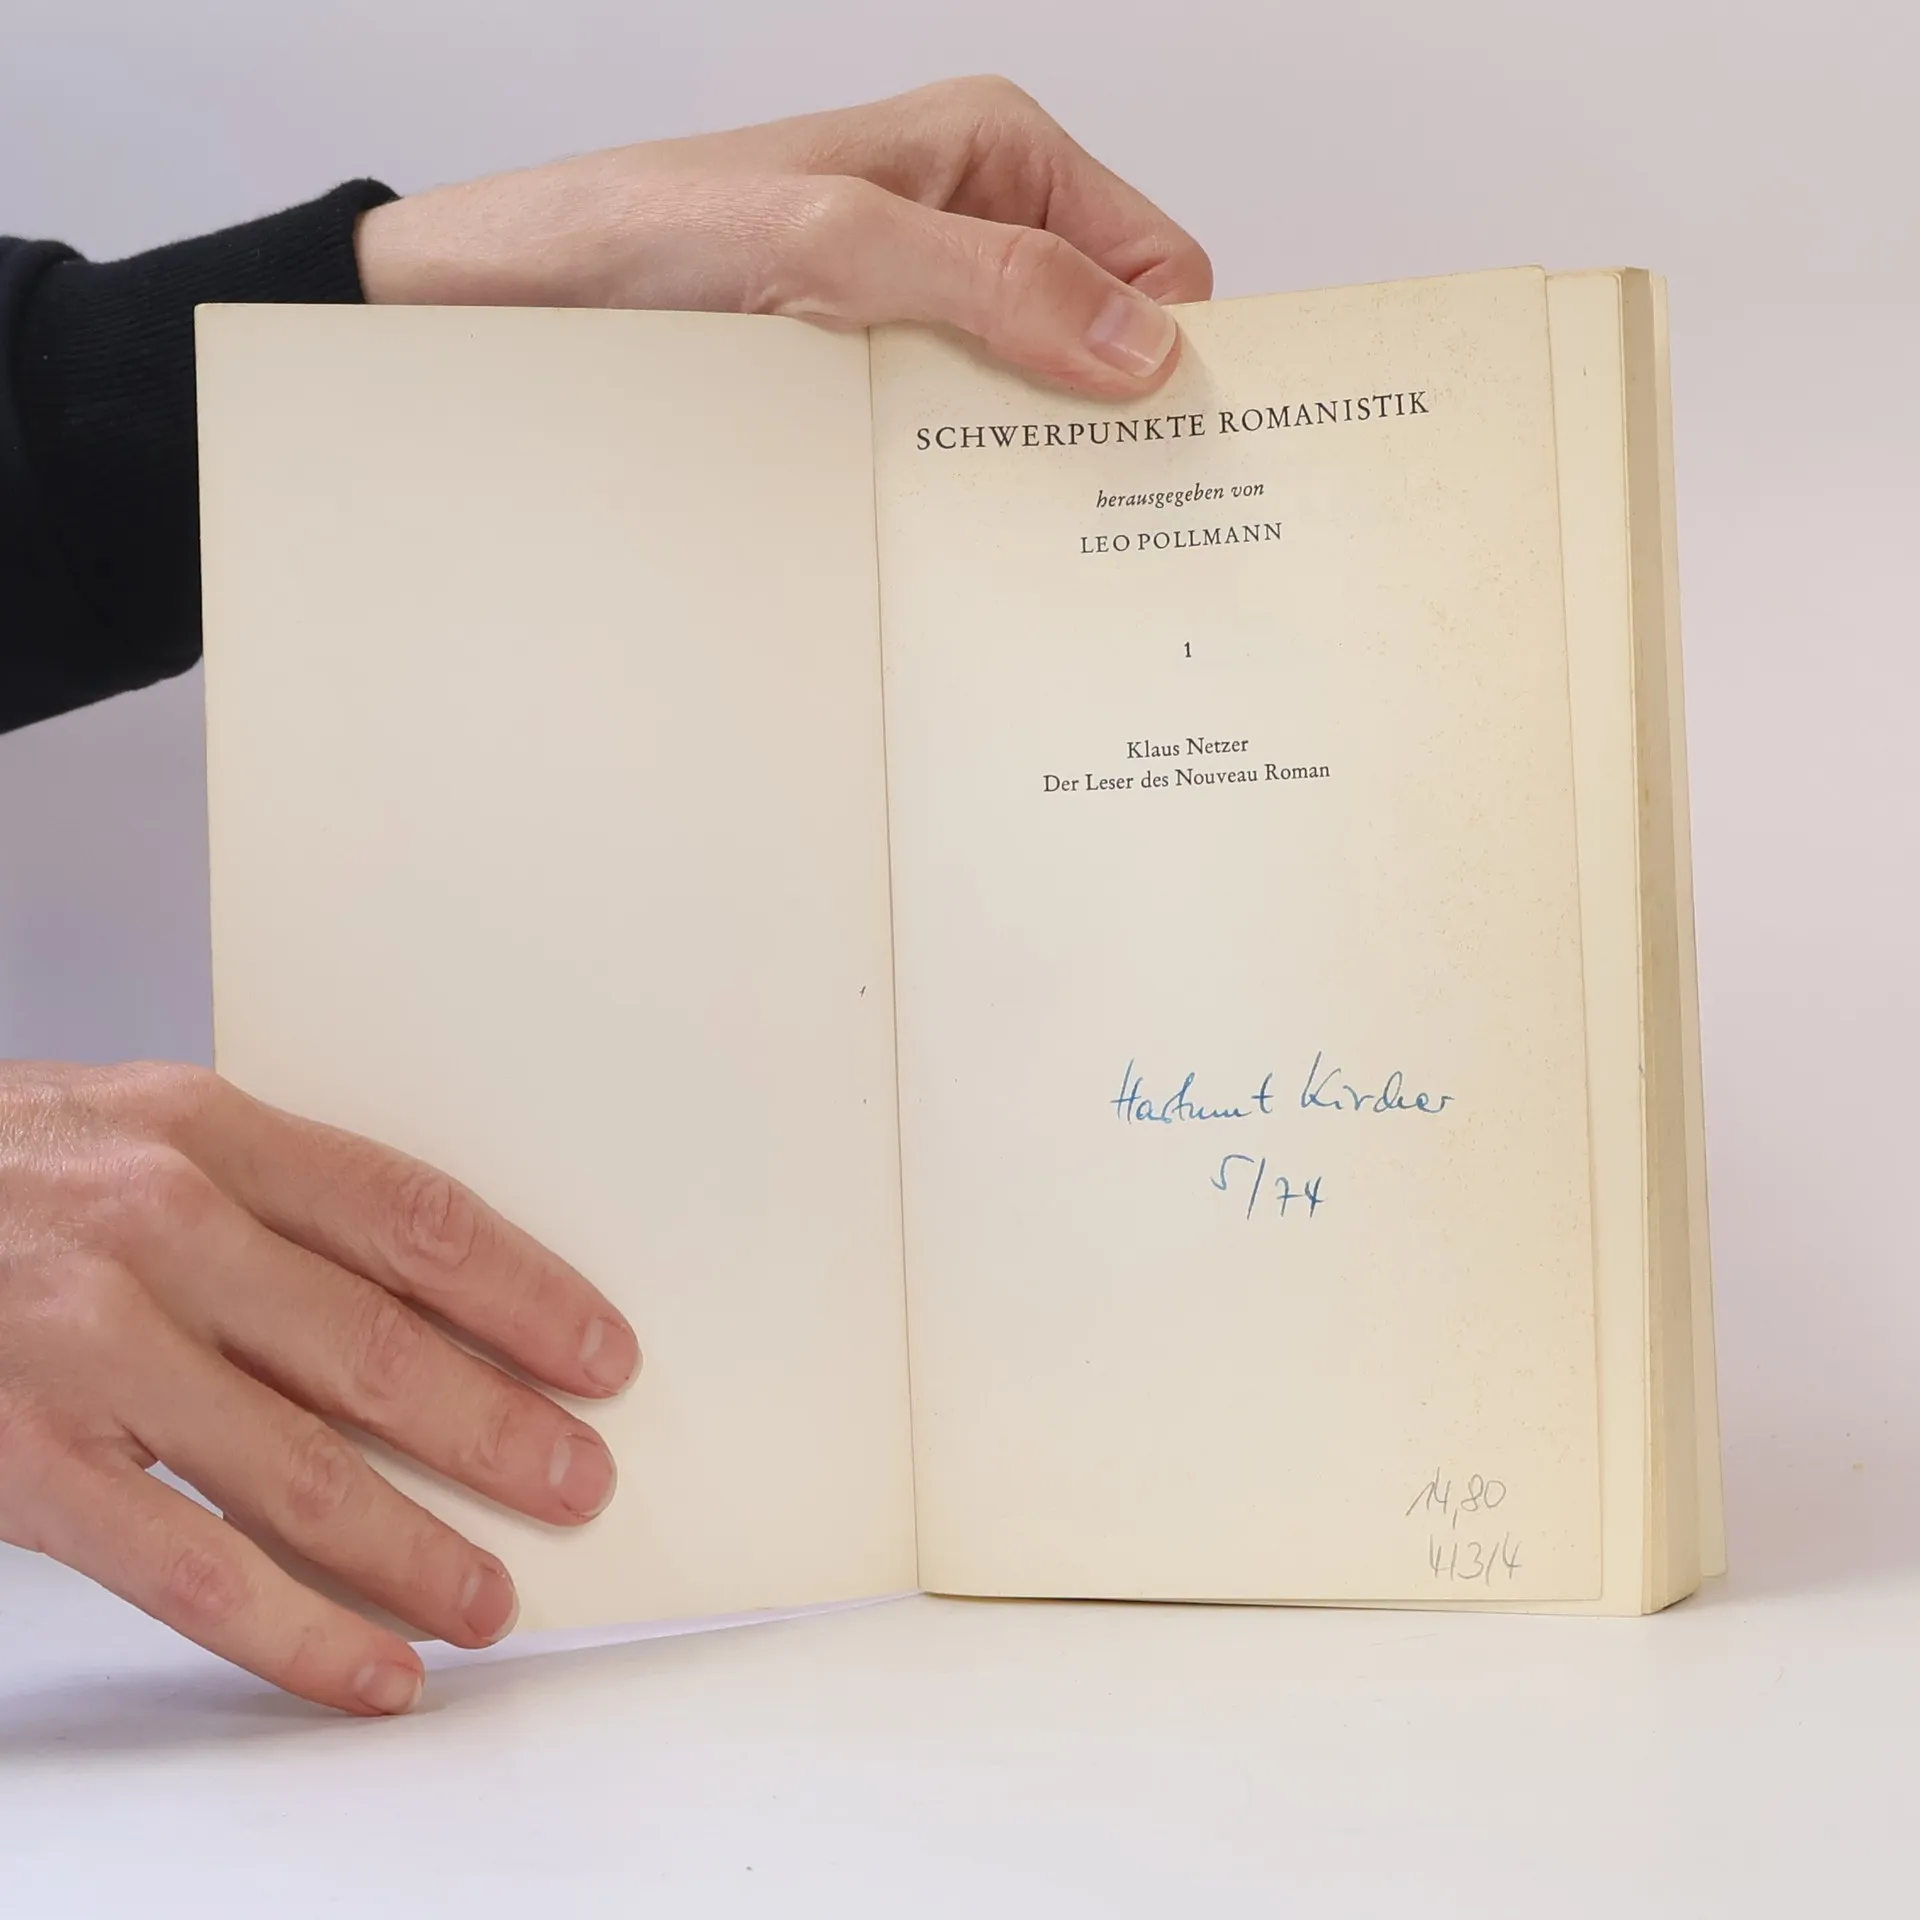 SCHWERPUNKTE ROMANISTIK
herausgegeben von
LEO POLLMANN
1
Klaus Netzer
Der Leser des Nouveau Roman
Hartmut Kircher
5/74
14,80
413/4